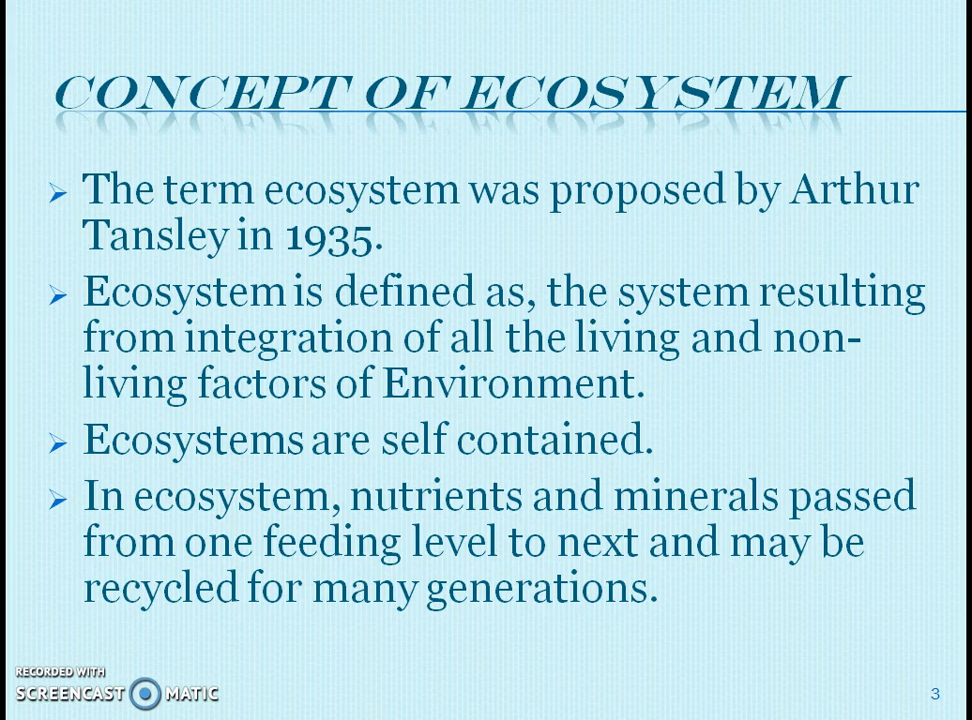 CONCEPT OF ECOSYSTEM
The term ecosystem was proposed by Arthur
Tansley in 1935.
Ecosystem is defined as, the system resulting
from integration of all the living and non-
living factors of Environment.
Ecosystems are self contained.
In ecosystem, nutrients and minerals passed
from one feeding level to next and may be
recycled for many generations.
RECORDED WITH
SCREENCAST MATIC
3